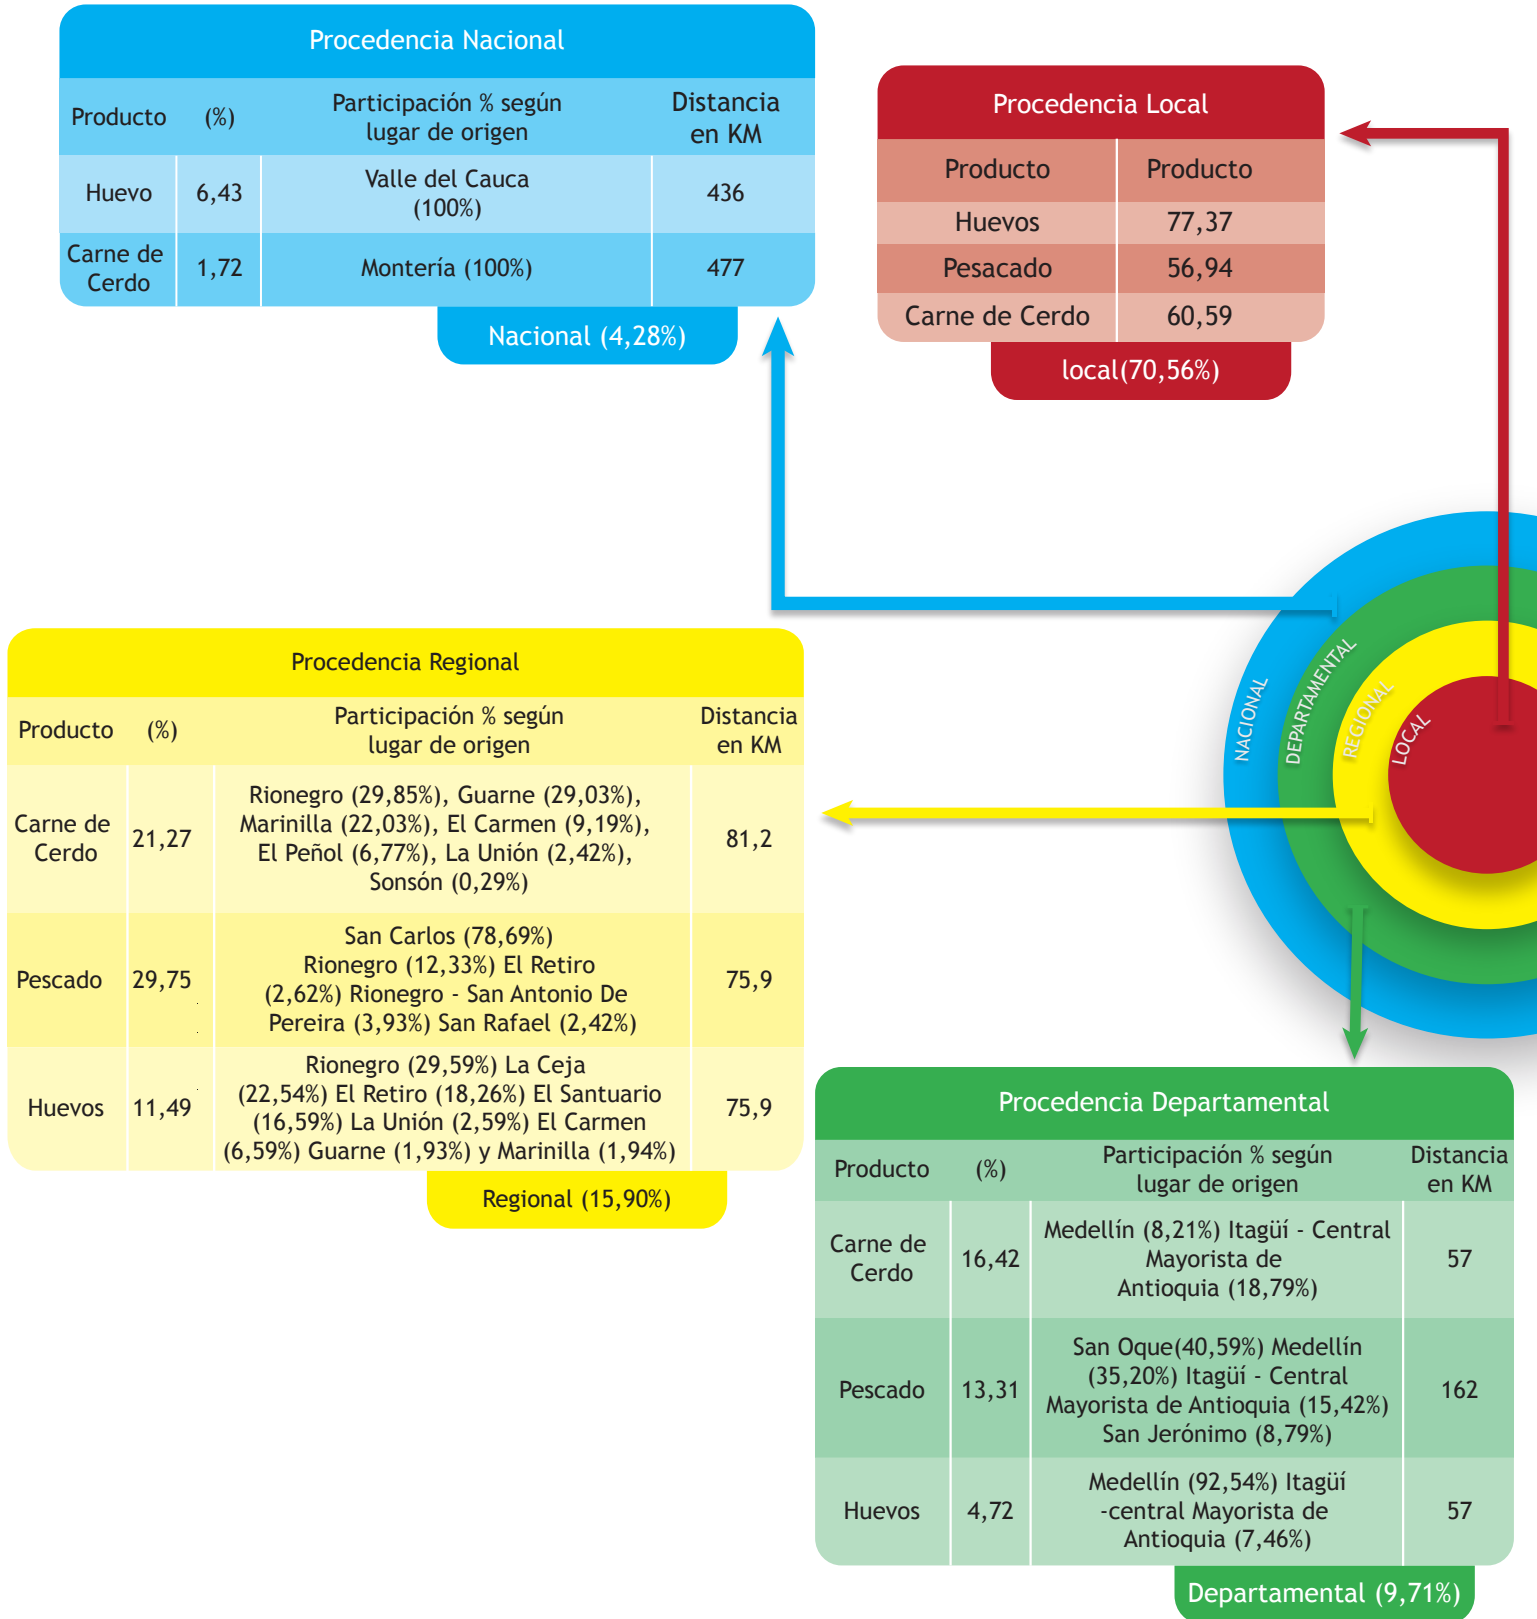 Procedencia Nacional
Producto (%) Participación % según lugar de origen Distancia en KM
Huevo 6,43 Valle del Cauca (100%) 436
Carne de Cerdo 1,72 Montería (100%) 477
Nacional (4,28%)
Procedencia Local
Producto Producto
Huevos 77,37
Pesacado 56,94
Carne de Cerdo 60,59
local(70,56%)
NACIONAL
DEPARTAMENTAL
REGIONAL
LOCAL
Procedencia Regional
Producto (%) Participación % según lugar de origen Distancia en KM
Carne de Cerdo 21,27
Rionegro (29,85%), Guarne (29,03%),
Marinilla (22,03%), El Carmen (9,19%),
El Peñol (6,77%), La Unión (2,42%),
Sonsón (0,29%)
81,2
Pescado 29,75
San Carlos (78,69%)
Rionegro (12,33%) El Retiro
(2,62%) Rionegro - San Antonio De
Pereira (3,93%) San Rafael (2,42%)
75,9
Huevos 11,49
Rionegro (29,59%) La Ceja
(22,54%) El Retiro (18,26%) El Santuario
(16,59%) La Unión (2,59%) El Carmen
(6,59%) Guarne (1,93%) y Marinilla (1,94%)
75,9
Regional (15,90%)
Procedencia Departamental
Producto (%) Participación % según lugar de origen Distancia en KM
Carne de Cerdo 16,42
Medellín (8,21%) Itagüí - Central
Mayorista de
Antioquia (18,79%)
57
Pescado 13,31
San Oque(40,59%) Medellín
(35,20%) Itagüí - Central
Mayorista de Antioquia (15,42%)
San Jerónimo (8,79%)
162
Huevos 4,72
Medellín (92,54%) Itagüí
-central Mayorista de
Antioquia (7,46%)
57
Departamental (9,71%)